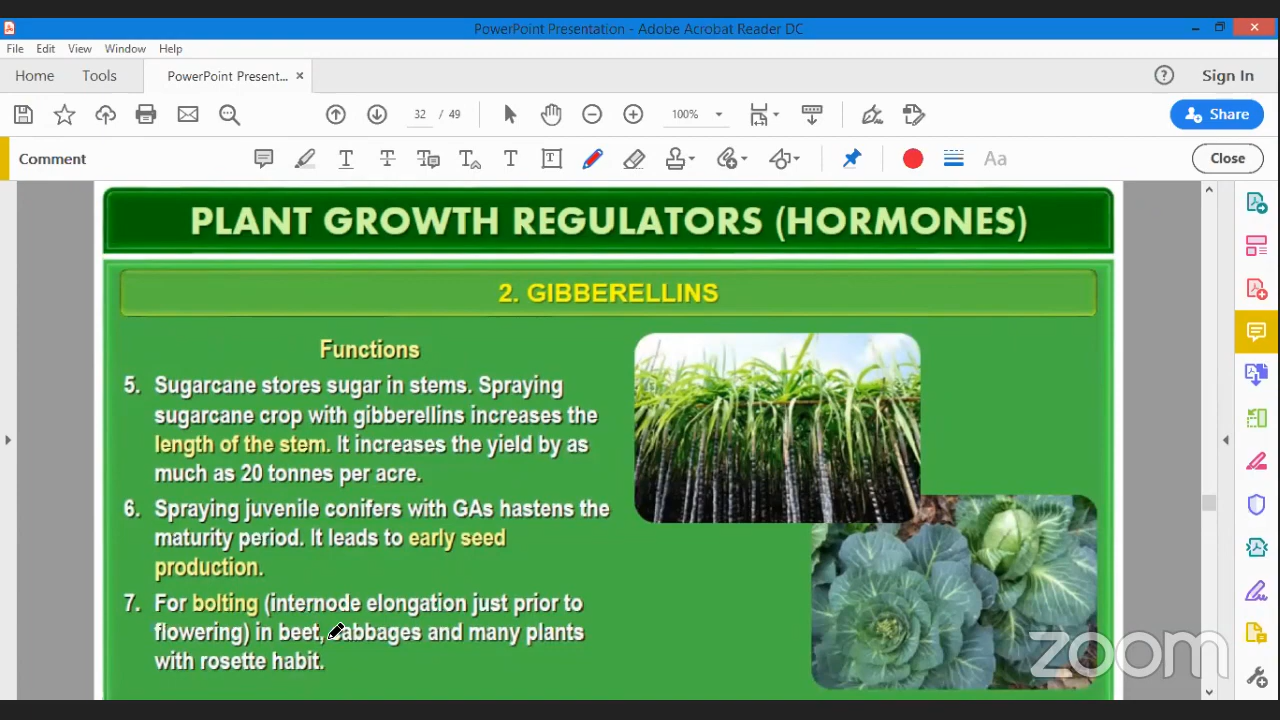 PowerPoint Presentation - Adobe Acrobat Reader DC
File Edit View Window Help
Home Tools PowerPoint Present... Sign In
32 / 49 100% Share
Comment Aa Close
PLANT GROWTH REGULATORS (HORMONES)
2. GIBBERELLINS
Functions
5. Sugarcane stores sugar in stems. Spraying
sugarcane crop with gibberellins increases the
length of the stem. It increases the yield by as
much as 20 tonnes per acre.
6. Spraying juvenile conifers with GAs hastens the
maturity period. It leads to early seed
production.
7. For bolting (internode elongation just prior to
flowering) in beet, cabbages and many plants
with rosette habit.
zoom